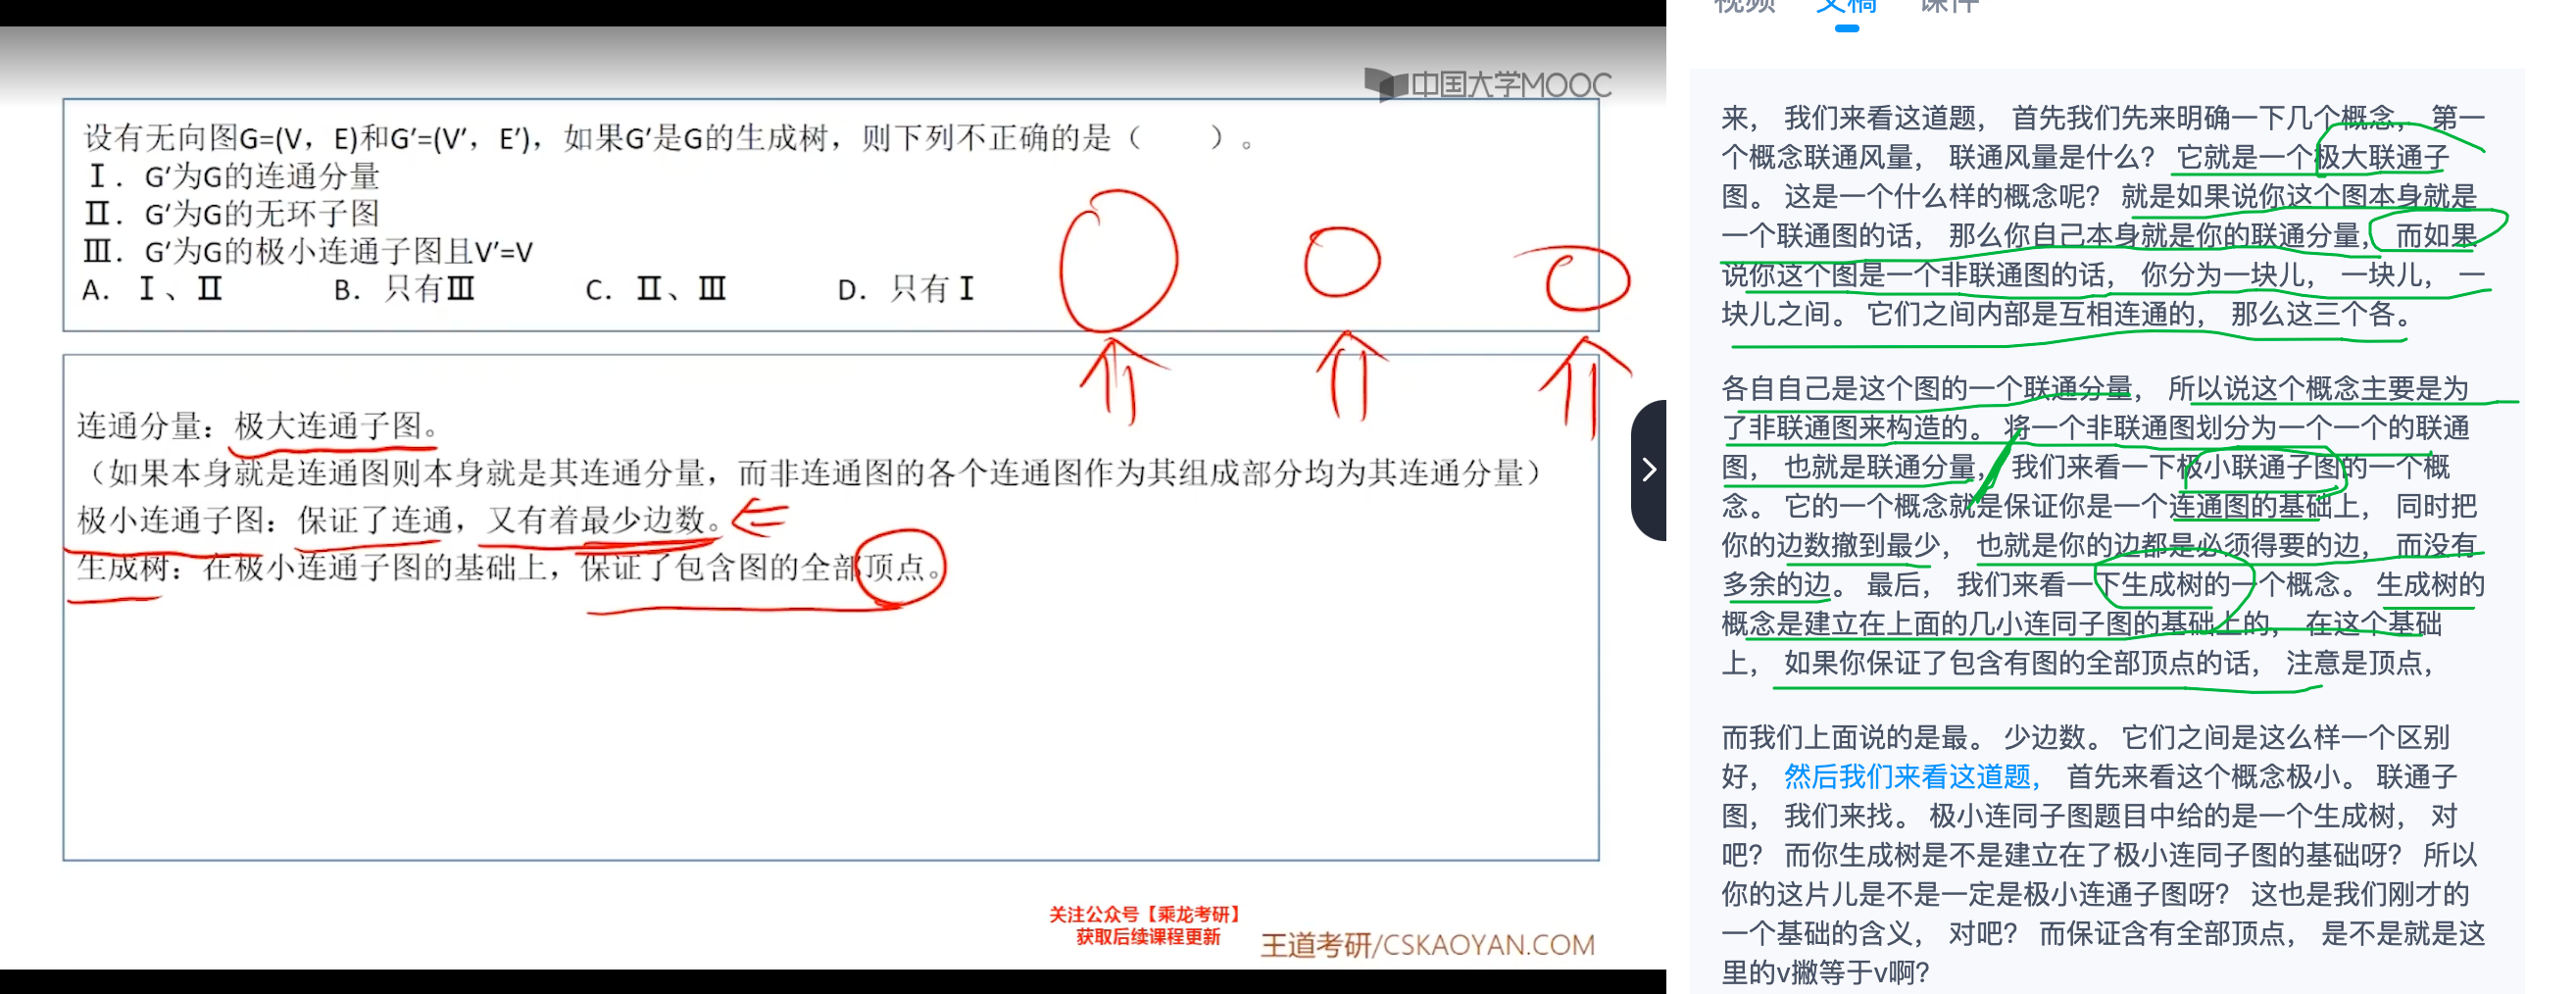 中国大学MOOC
设有无向图G=(V，E)和G′=(V′，E′)，如果G′是G的生成树，则下列不正确的是（　　）。
Ⅰ．G′为G的连通分量
Ⅱ．G′为G的无环子图
Ⅲ．G′为G的极小连通子图且V′=V
A．Ⅰ、Ⅱ　　B．只有Ⅲ　　C．Ⅱ、Ⅲ　　D．只有Ⅰ
连通分量：极大连通子图。
（如果本身就是连通图则本身就是其连通分量，而非连通图的各个连通图作为其组成部分均为其连通分量）
极小连通子图：保证了连通，又有着最少边数。
生成树：在极小连通子图的基础上，保证了包含图的全部顶点。
关注公众号【乘龙考研】
获取后续课程更新
王道考研/CSKAOYAN.COM
视频 文稿 课件
来， 我们来看这道题， 首先我们先来明确一下几个概念， 第一
个概念联通风量， 联通风量是什么？ 它就是一个极大联通子
图。 这是一个什么样的概念呢？ 就是如果说你这个图本身就是
一个联通图的话， 那么你自己本身就是你的联通分量， 而如果
说你这个图是一个非联通图的话， 你分为一块儿， 一块儿， 一
块儿之间。 它们之间内部是互相连通的， 那么这三个各。
各自自己是这个图的一个联通分量， 所以说这个概念主要是为
了非联通图来构造的。 将一个非联通图划分为一个一个的联通
图， 也就是联通分量， 我们来看一下极小联通子图的一个概
念。 它的一个概念就是保证你是一个连通图的基础上， 同时把
你的边数撤到最少， 也就是你的边都是必须得要的边， 而没有
多余的边。 最后， 我们来看一下生成树的一个概念。 生成树的
概念是建立在上面的几小连同子图的基础上的， 在这个基础
上， 如果你保证了包含有图的全部顶点的话， 注意是顶点，
而我们上面说的是最。 少边数。 它们之间是这么样一个区别
好， 然后我们来看这道题， 首先来看这个概念极小。 联通子
图， 我们来找。 极小连同子图题目中给的是一个生成树， 对
吧？ 而你生成树是不是建立在了极小连同子图的基础呀？ 所以
你的这片儿是不是一定是极小连通子图呀？ 这也是我们刚才的
一个基础的含义， 对吧？ 而保证含有全部顶点， 是不是就是这
里的v撇等于v啊？